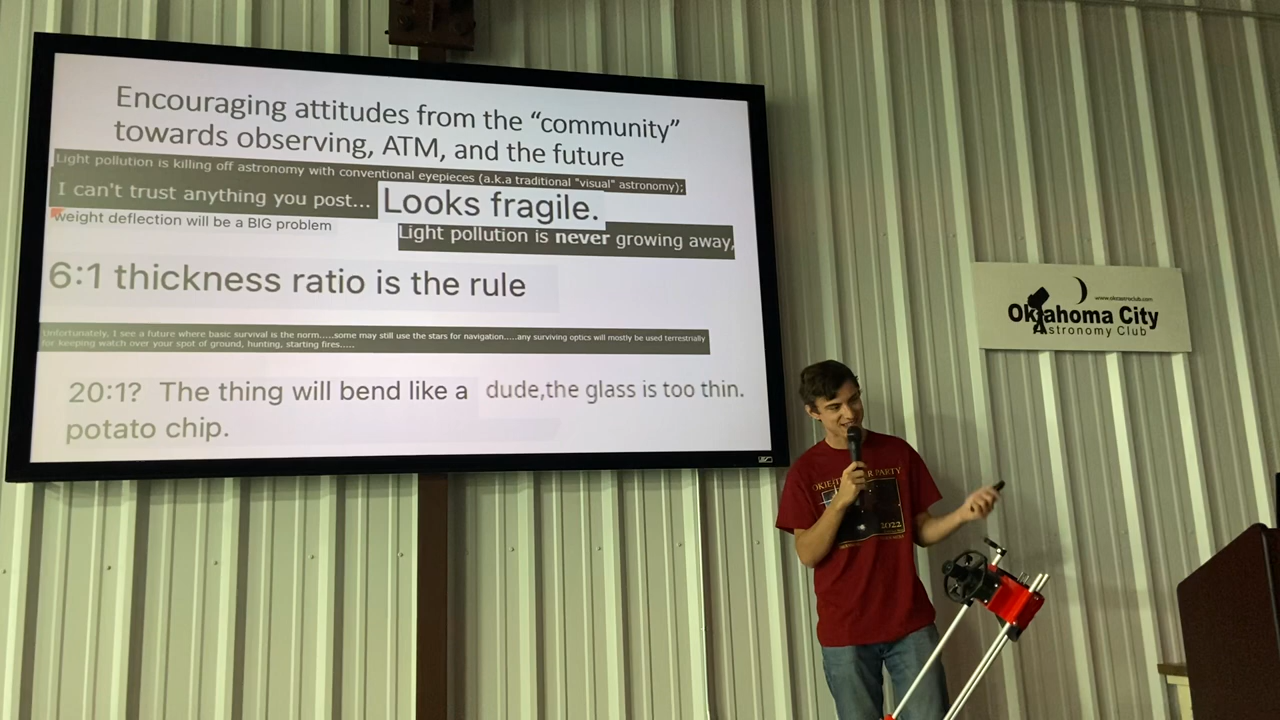 Encouraging attitudes from the “community”
towards observing, ATM, and the future
Light pollution is killing off astronomy with conventional eyepieces (a.k.a traditional "visual" astronomy);
I can't trust anything you post...
Looks fragile.
weight deflection will be a BIG problem
Light pollution is never growing away,
6:1 thickness ratio is the rule
Unfortunately, I see a future where basic survival is the norm.....some may still use the stars for navigation.....any surviving optics will mostly be used terrestrially
for keeping watch over your spot of ground, hunting, starting fires.....
20:1? The thing will bend like a
potato chip.
dude,the glass is too thin.
www.okcastroclub.com
Oklahoma City
Astronomy Club
PARTY
2022